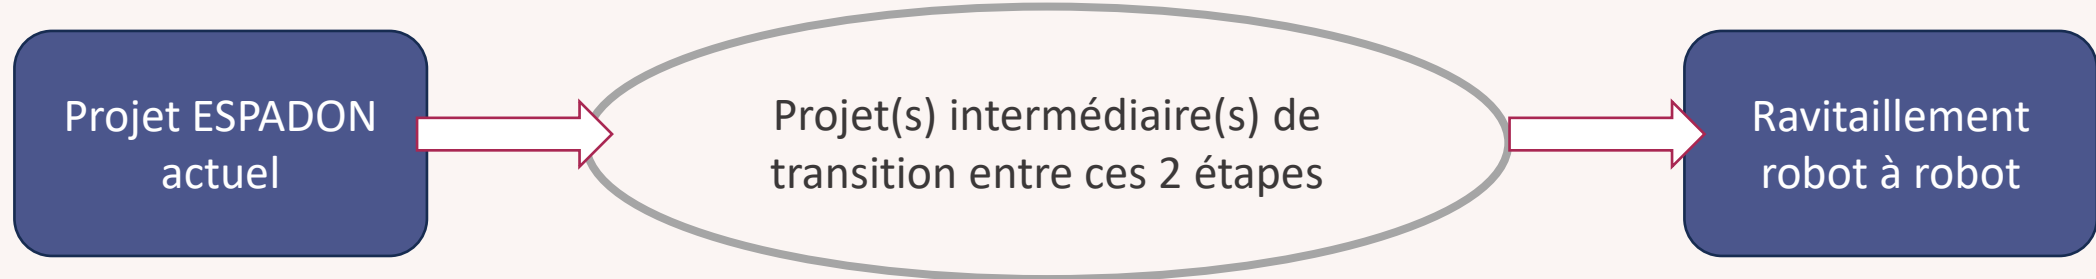 Projet ESPADON
actuel
Projet(s) intermédiaire(s) de
transition entre ces 2 étapes
Ravitaillement
robot à robot